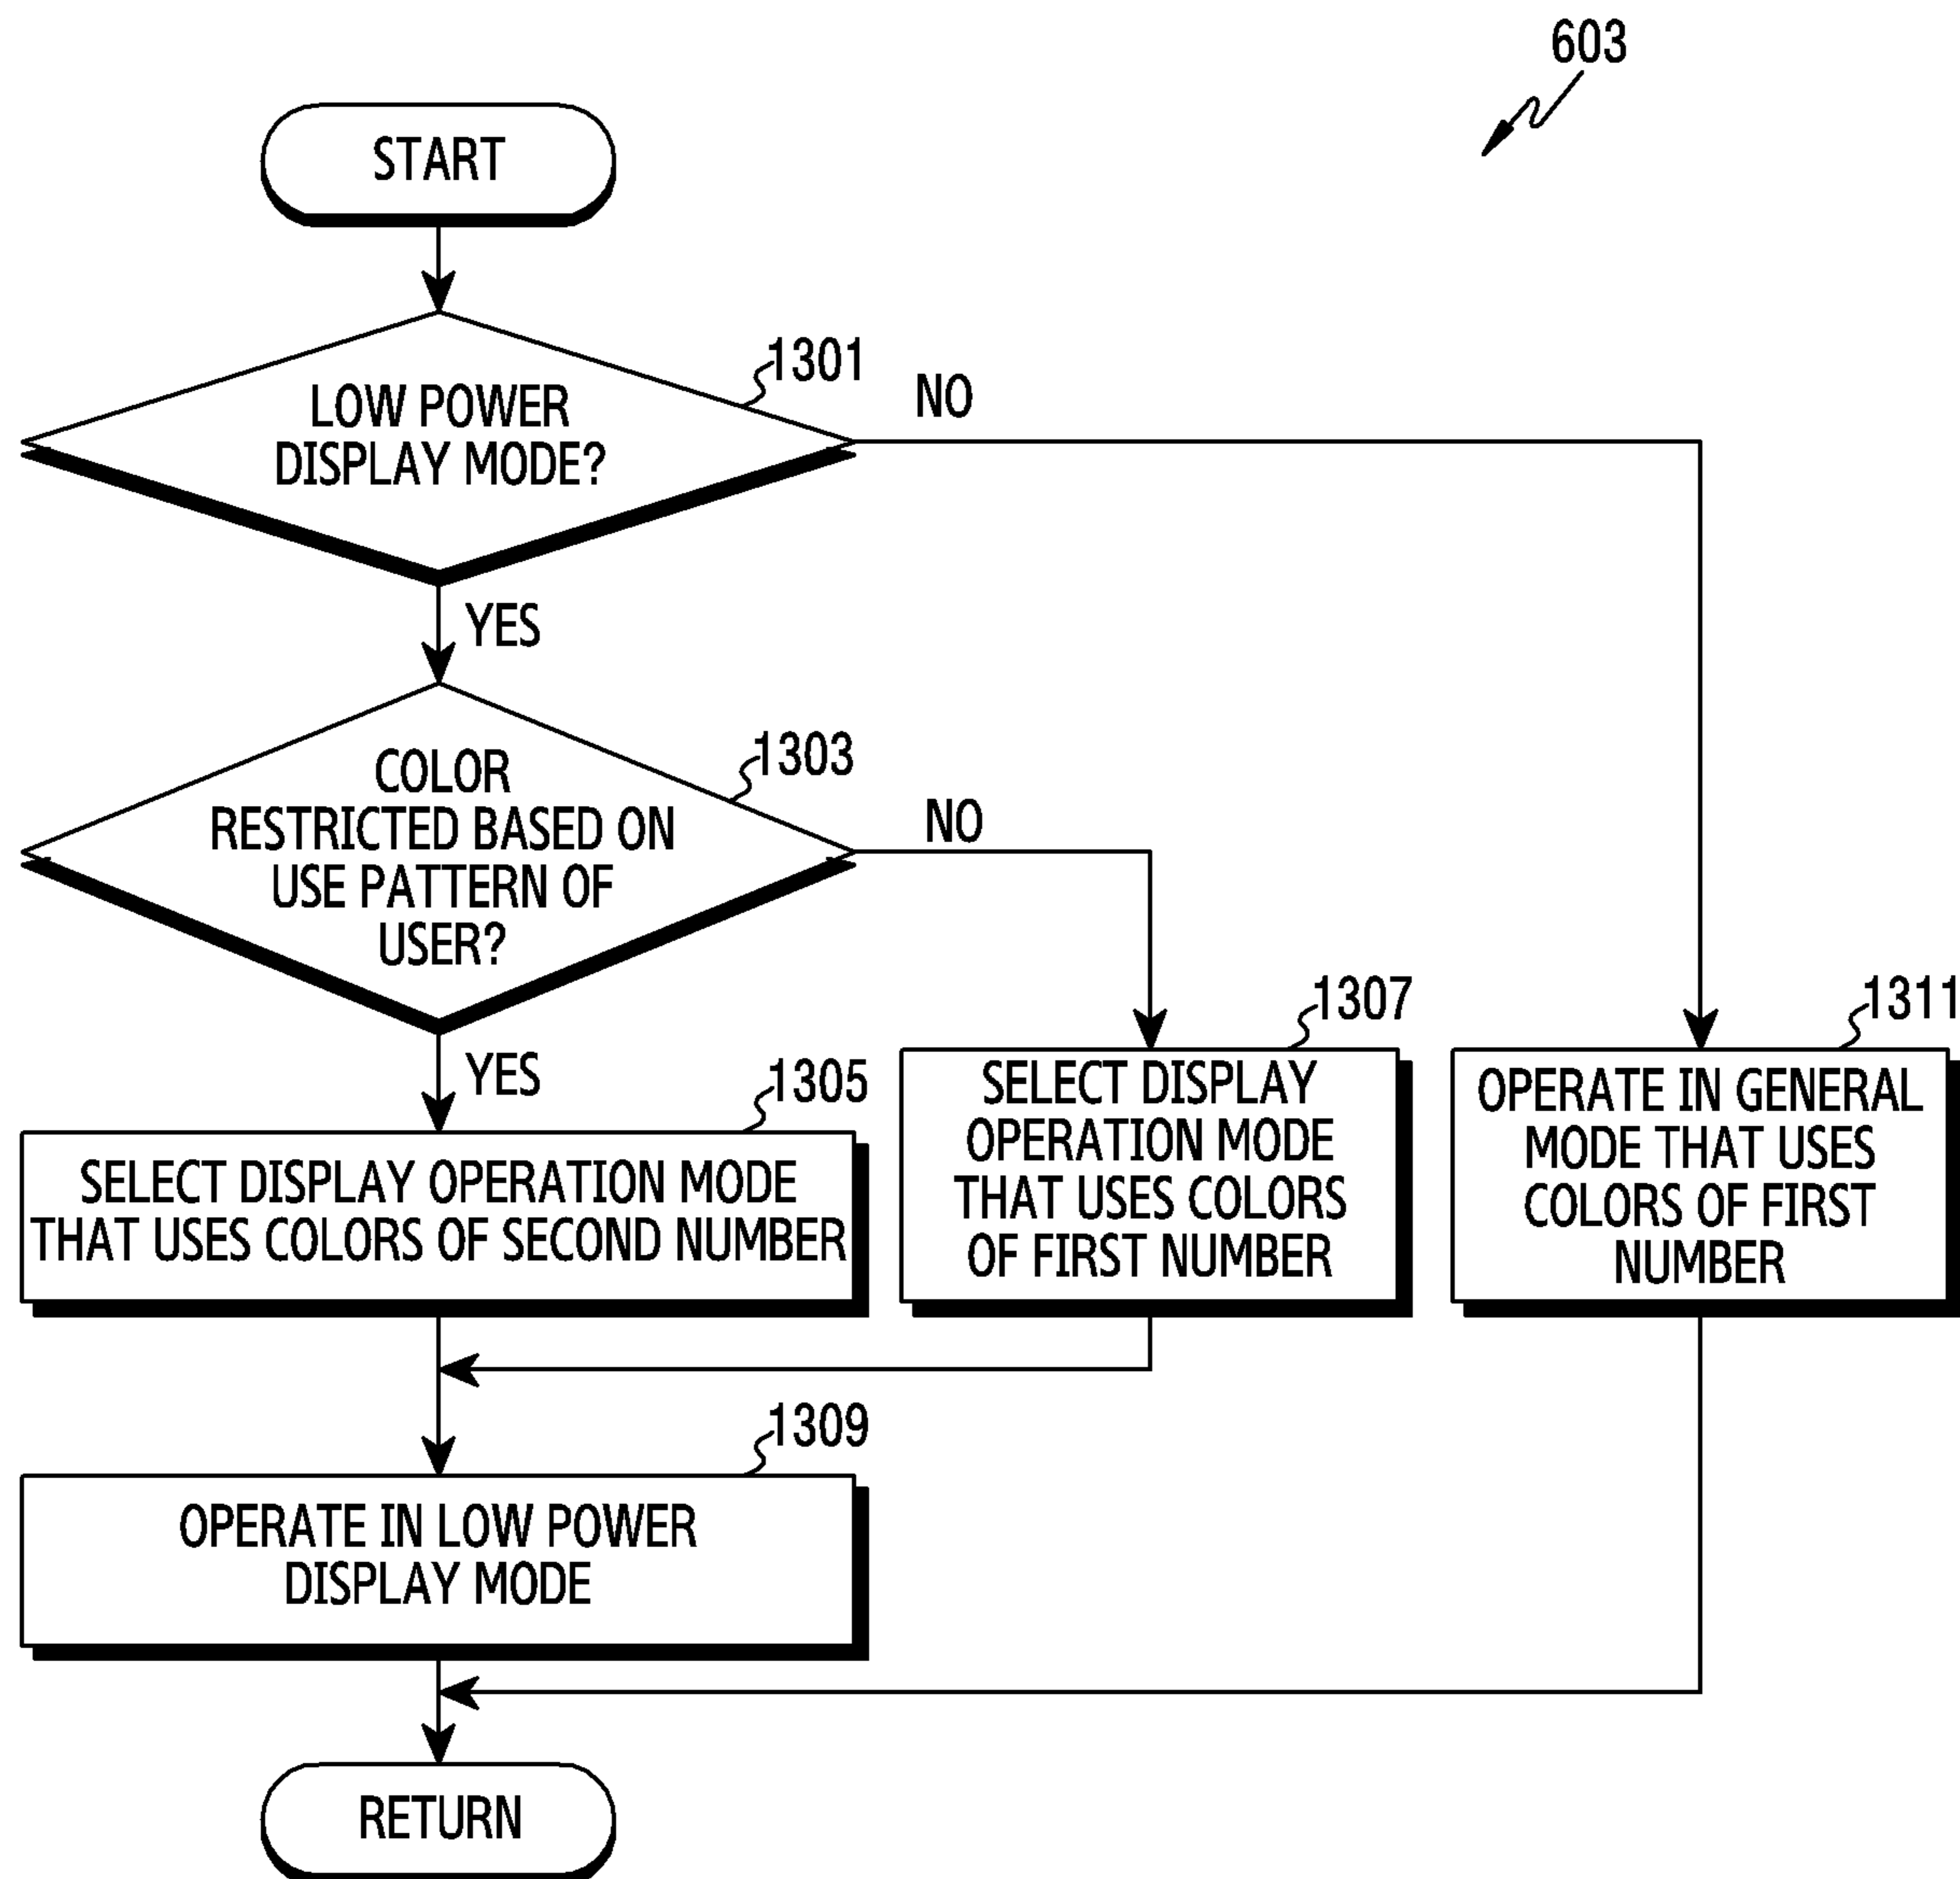 603
START
1301
LOW POWER
DISPLAY MODE?
NO
YES
1303
COLOR
RESTRICTED BASED ON
USE PATTERN OF
USER?
NO
YES
1305
SELECT DISPLAY OPERATION MODE
THAT USES COLORS OF SECOND NUMBER
1307
SELECT DISPLAY
OPERATION MODE
THAT USES COLORS
OF FIRST NUMBER
1311
OPERATE IN GENERAL
MODE THAT USES
COLORS OF FIRST
NUMBER
1309
OPERATE IN LOW POWER
DISPLAY MODE
RETURN